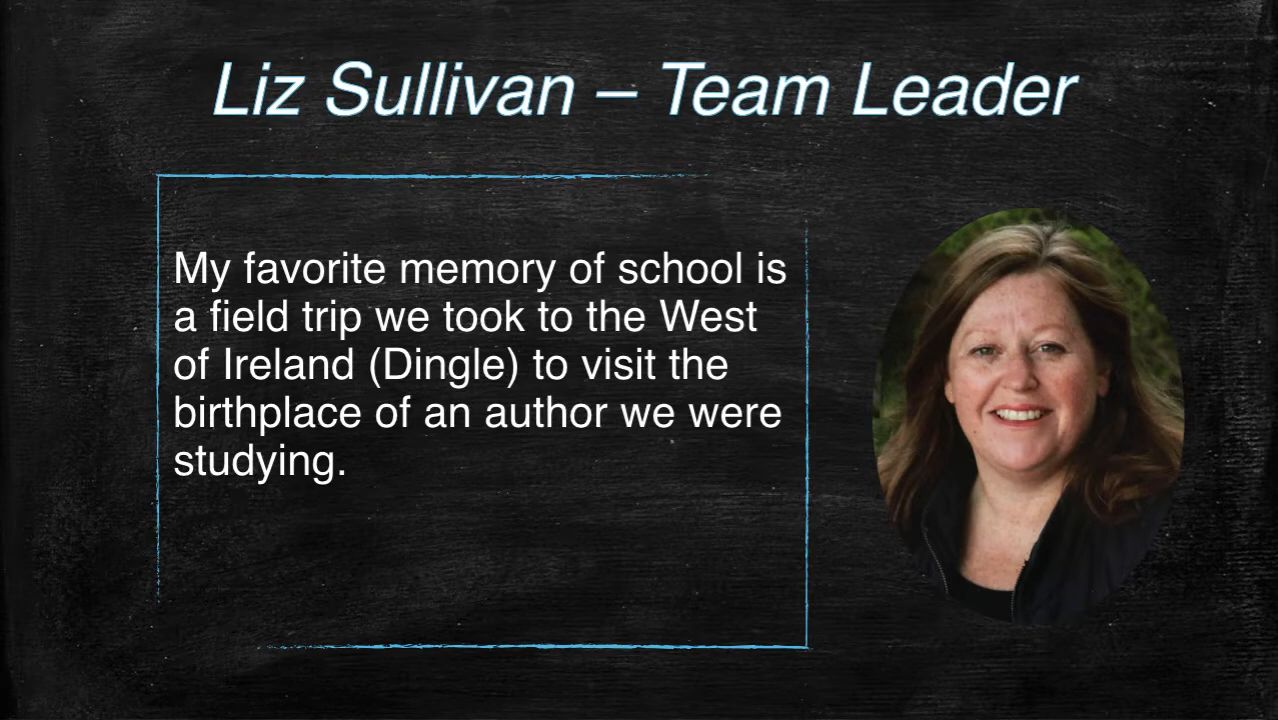 Liz Sullivan – Team Leader
My favorite memory of school is
a field trip we took to the West
of Ireland (Dingle) to visit the
birthplace of an author we were
studying.